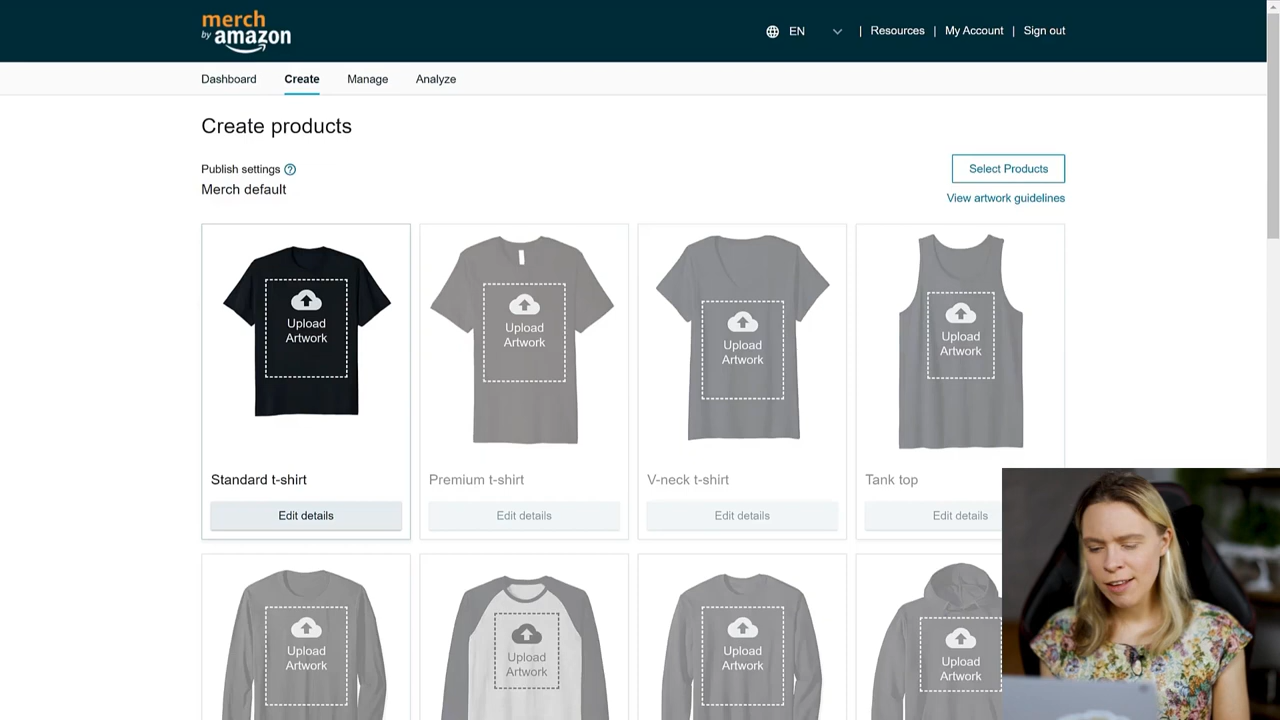 merch
by amazon
EN
| Resources | My Account | Sign out
Dashboard Create Manage Analyze
Create products
Publish settings ?
Merch default
Select Products
View artwork guidelines
Upload
Artwork
Upload
Artwork
Upload
Artwork
Upload
Artwork
Standard t-shirt
Premium t-shirt
V-neck t-shirt
Tank top
Edit details
Edit details
Edit details
Edit details
Upload
Artwork
Upload
Artwork
Upload
Artwork
Upload
Artwork